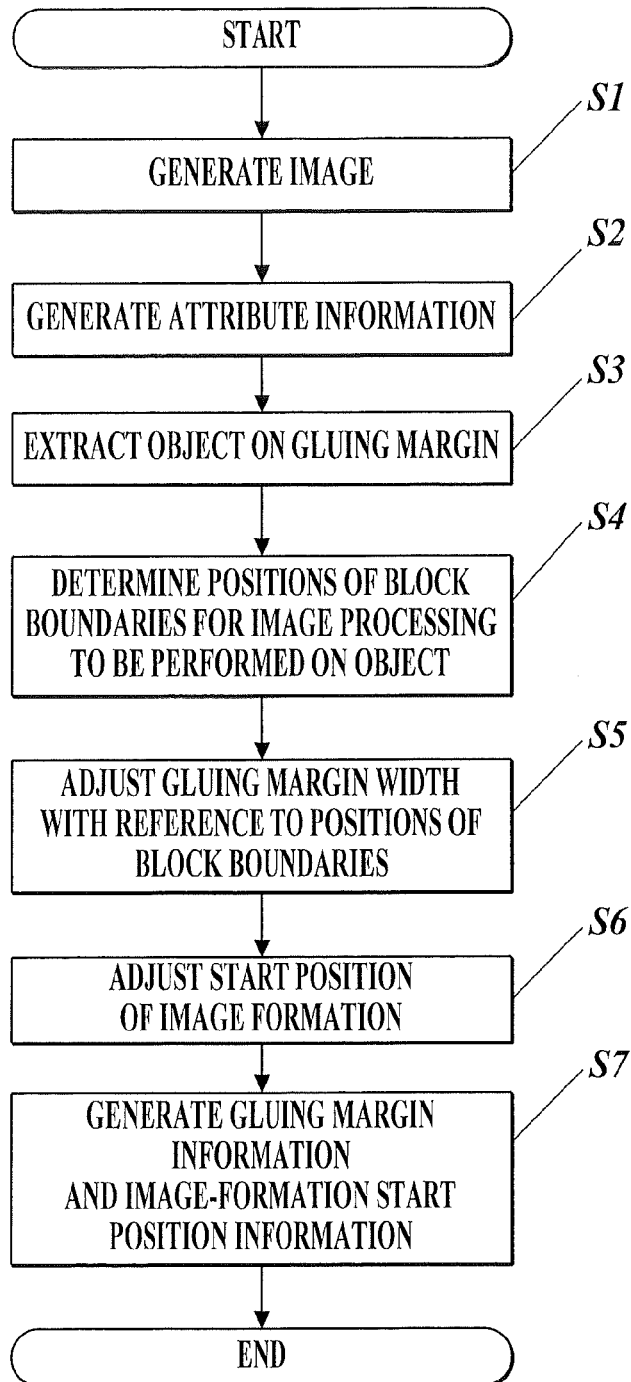 START
S1
GENERATE IMAGE
S2
GENERATE ATTRIBUTE INFORMATION
S3
EXTRACT OBJECT ON GLUING MARGIN
S4
DETERMINE POSITIONS OF BLOCK
BOUNDARIES FOR IMAGE PROCESSING
TO BE PERFORMED ON OBJECT
S5
ADJUST GLUING MARGIN WIDTH
WITH REFERENCE TO POSITIONS OF
BLOCK BOUNDARIES
S6
ADJUST START POSITION
OF IMAGE FORMATION
S7
GENERATE GLUING MARGIN
INFORMATION
AND IMAGE-FORMATION START
POSITION INFORMATION
END